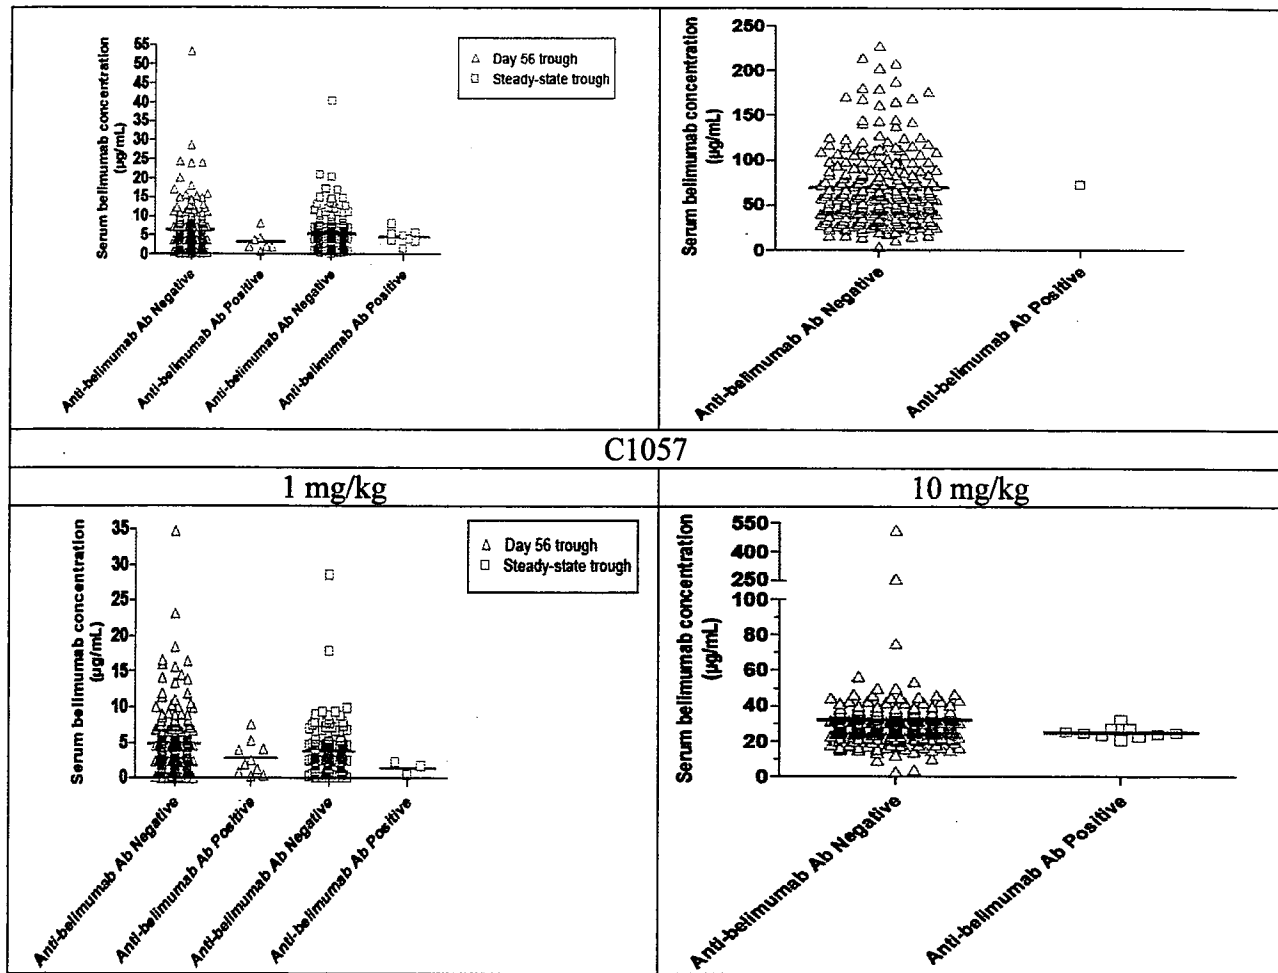 Serum belimumab concentration
(µg/mL)
55
50
45
40
35
30
25
20
15
10
5
0
Day 56 trough
Steady-state trough
Anti-belimumab Ab Negative
Anti-belimumab Ab Positive
Anti-belimumab Ab Negative
Anti-belimumab Ab Positive
Serum belimumab concentration
(µg/mL)
250
200
150
100
50
0
Anti-belimumab Ab Negative
Anti-belimumab Ab Positive
C1057
1 mg/kg
10 mg/kg
Serum belimumab concentration
(µg/mL)
35
30
25
20
15
10
5
0
Day 56 trough
Steady-state trough
Anti-belimumab Ab Negative
Anti-belimumab Ab Positive
Anti-belimumab Ab Negative
Anti-belimumab Ab Positive
Serum belimumab concentration
(µg/mL)
550
400
250
100
80
60
40
20
0
Anti-belimumab Ab Negative
Anti-belimumab Ab Positive